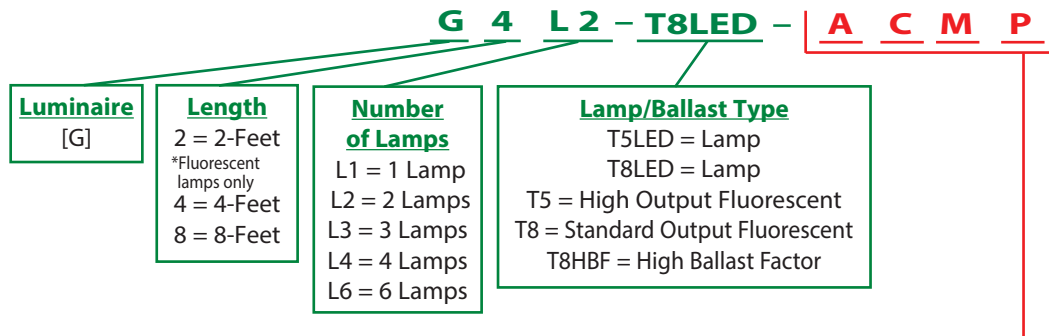 G 4 L 2 – T8LED – A C M P
Luminaire
[G]
Length
2 = 2-Feet
*Fluorescent
lamps only
4 = 4-Feet
8 = 8-Feet
Number
of Lamps
L1 = 1 Lamp
L2 = 2 Lamps
L3 = 3 Lamps
L4 = 4 Lamps
L6 = 6 Lamps
Lamp/Ballast Type
T5LED = Lamp
T8LED = Lamp
T5 = High Output Fluorescent
T8 = Standard Output Fluorescent
T8HBF = High Ballast Factor